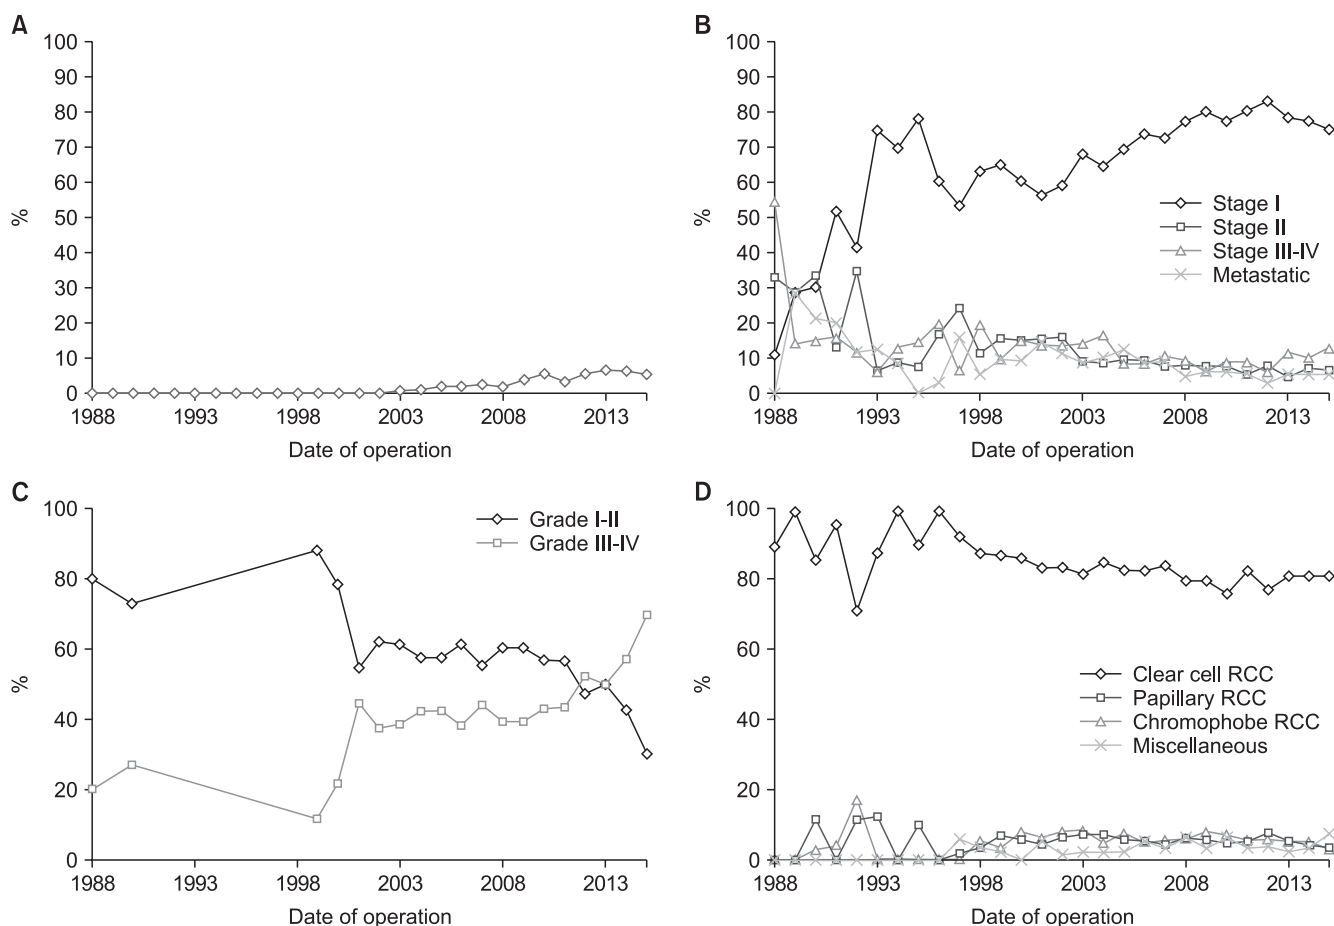 A
100
90
80
70
60
50
40
30
20
10
0
%
1988 1993 1998 2003 2008 2013
Date of operation
B
100
90
80
70
60
50
40
30
20
10
0
%
Stage I
Stage II
Stage III-IV
Metastatic
1988 1993 1998 2003 2008 2013
Date of operation
C
100
80
60
40
20
0
%
Grade I-II
Grade III-IV
1988 1993 1998 2003 2008 2013
Date of operation
D
100
80
60
40
20
0
%
Clear cell RCC
Papillary RCC
Chromophobe RCC
Miscellaneous
1988 1993 1998 2003 2008 2013
Date of operation